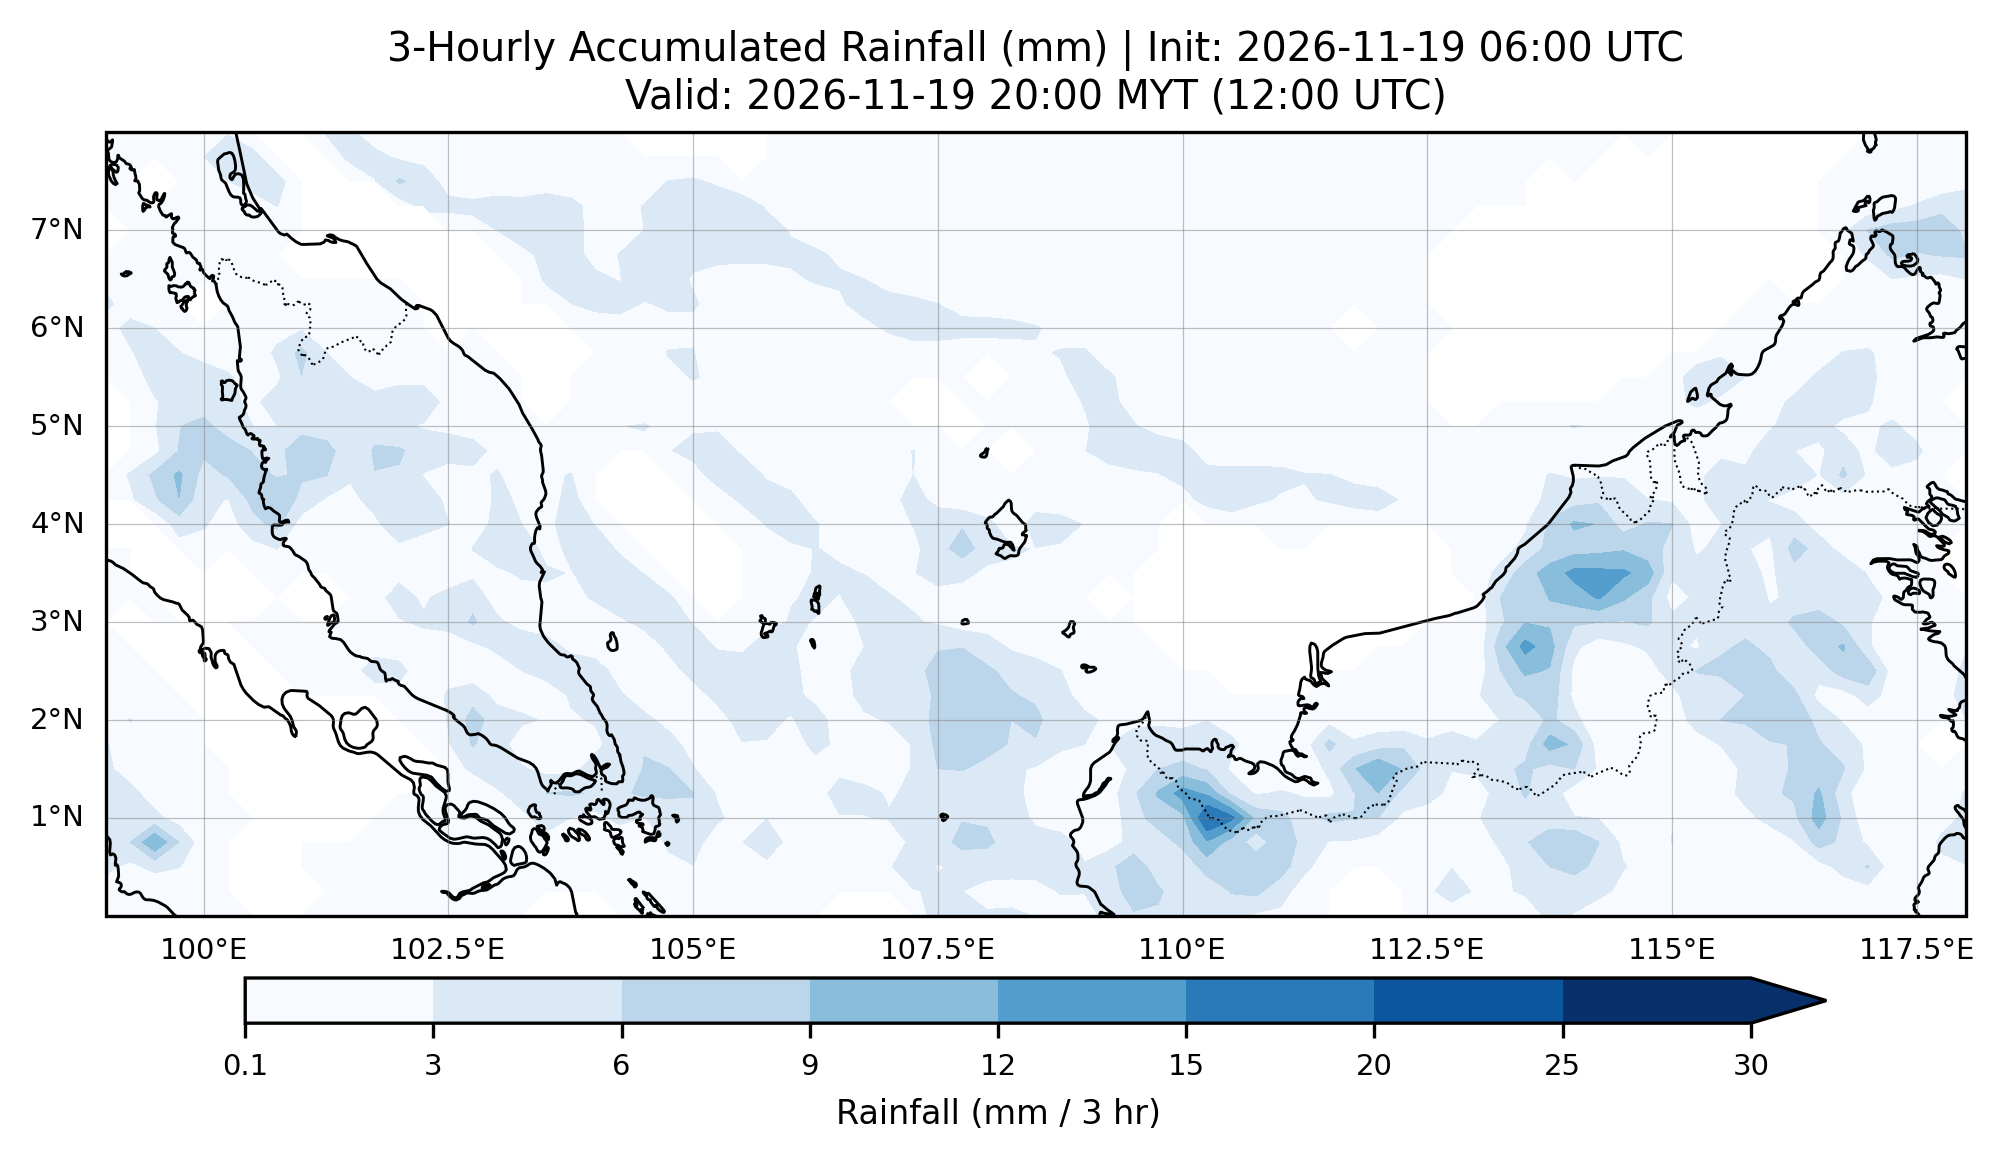 3-Hourly Accumulated Rainfall (mm) | Init: 2026-11-19 06:00 UTC
Valid: 2026-11-19 20:00 MYT (12:00 UTC)
7°N
6°N
5°N
4°N
3°N
2°N
1°N
100°E 102.5°E 105°E 107.5°E 110°E 112.5°E 115°E 117.5°E
0.1 3 6 9 12 15 20 25 30
Rainfall (mm / 3 hr)